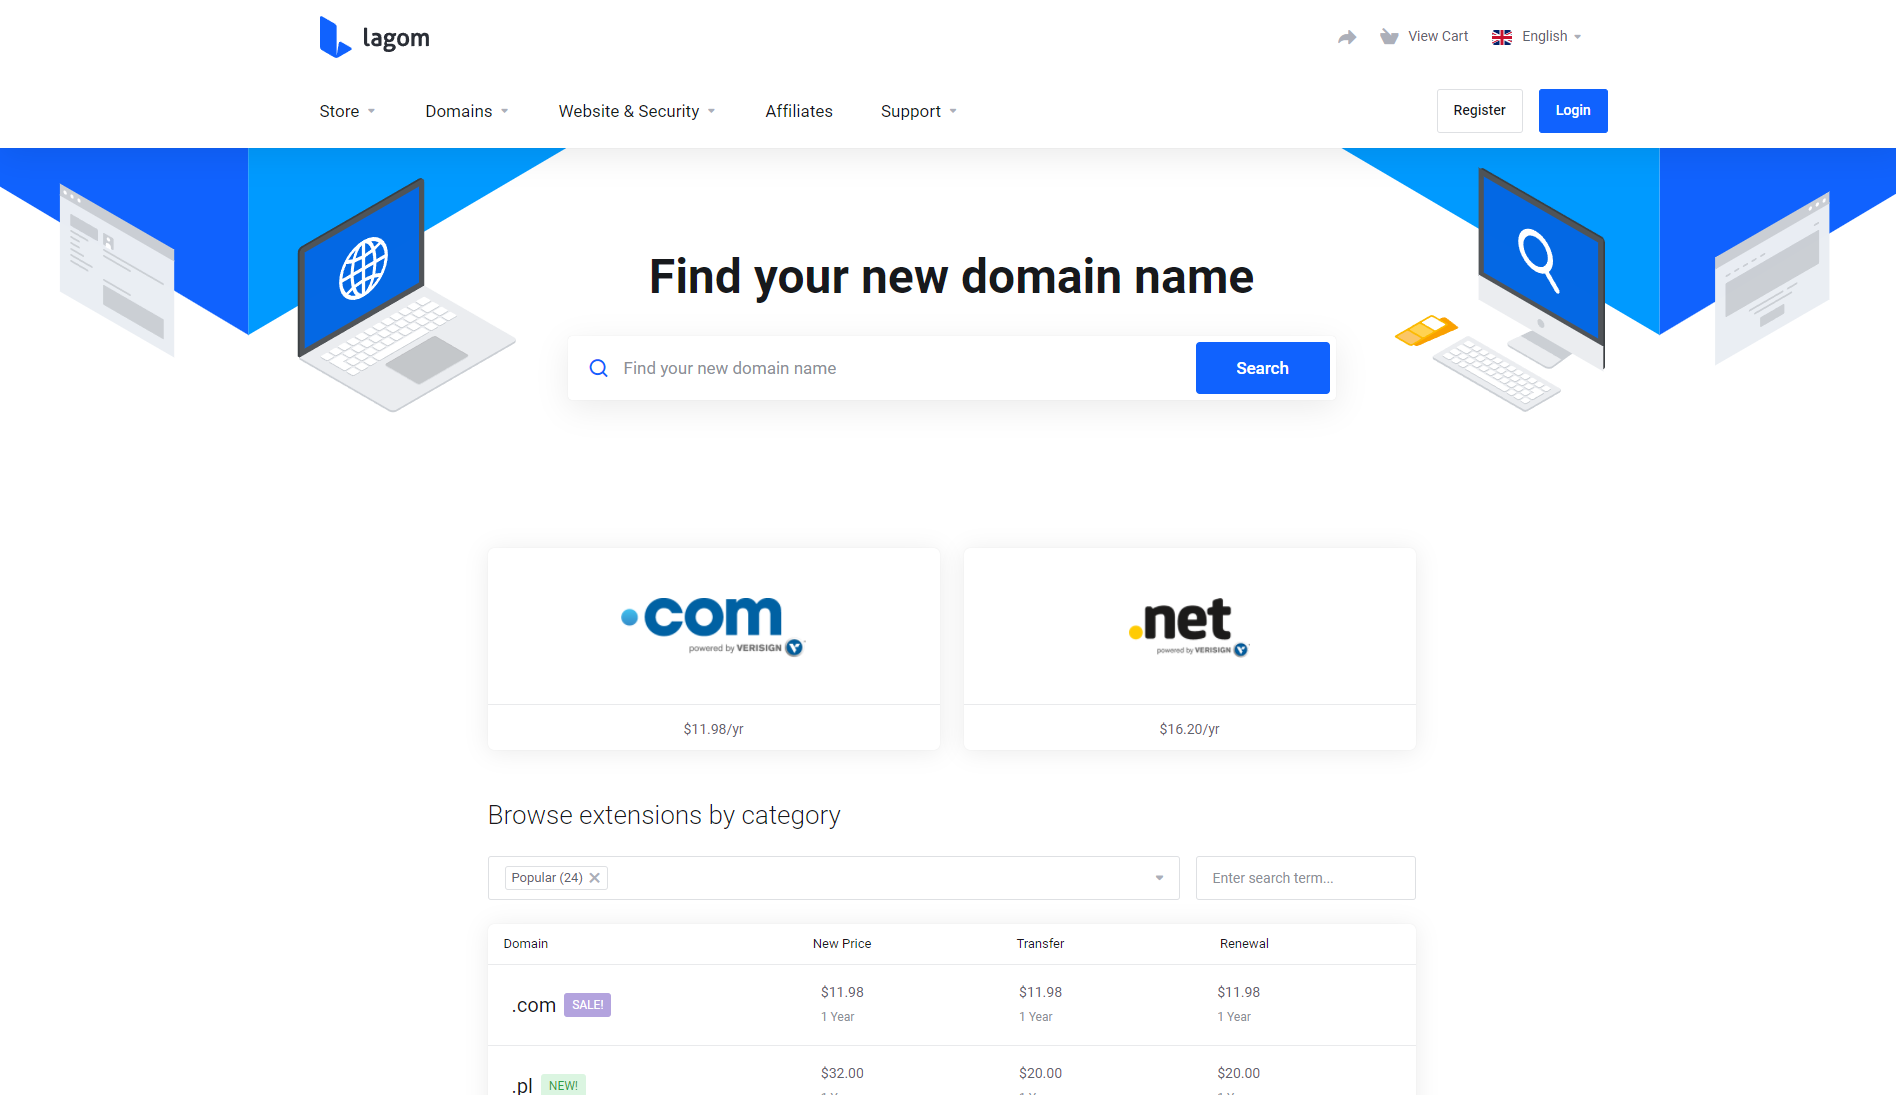 lagom
View Cart
English
Store
Domains
Website & Security
Affiliates
Support
Register
Login
Find your new domain name
Find your new domain name
Search
.com
powered by VERISIGN
$11.98/yr
.net
powered by VERISIGN
$16.20/yr
Browse extensions by category
Popular (24)
Enter search term...
Domain New Price Transfer Renewal
.com SALE! $11.98 $11.98 $11.98
1 Year 1 Year 1 Year
.pl NEW! $32.00 $20.00 $20.00